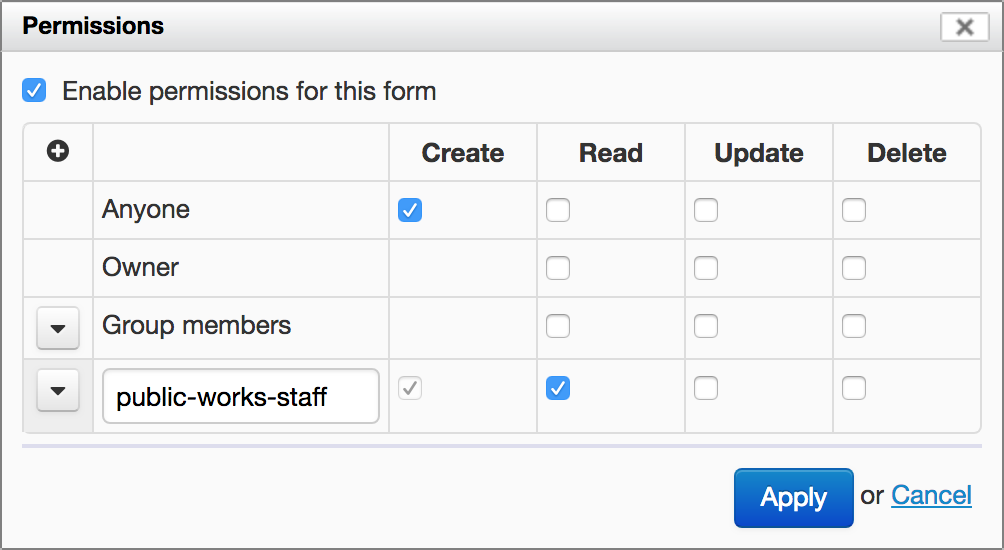 Permissions
Enable permissions for this form
Create Read Update Delete
Anyone
Owner
Group members
public-works-staff
Apply or Cancel